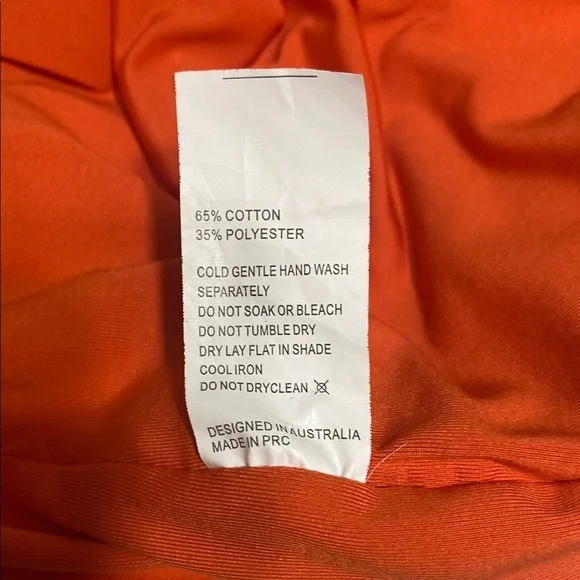 65% COTTON
35% POLYESTER
COLD GENTLE HAND WASH
SEPARATELY
DO NOT SOAK OR BLEACH
DO NOT TUMBLE DRY
DRY LAY FLAT IN SHADE
COOL IRON
DO NOT DRYCLEAN
DESIGNED IN AUSTRALIA
MADE IN PRC